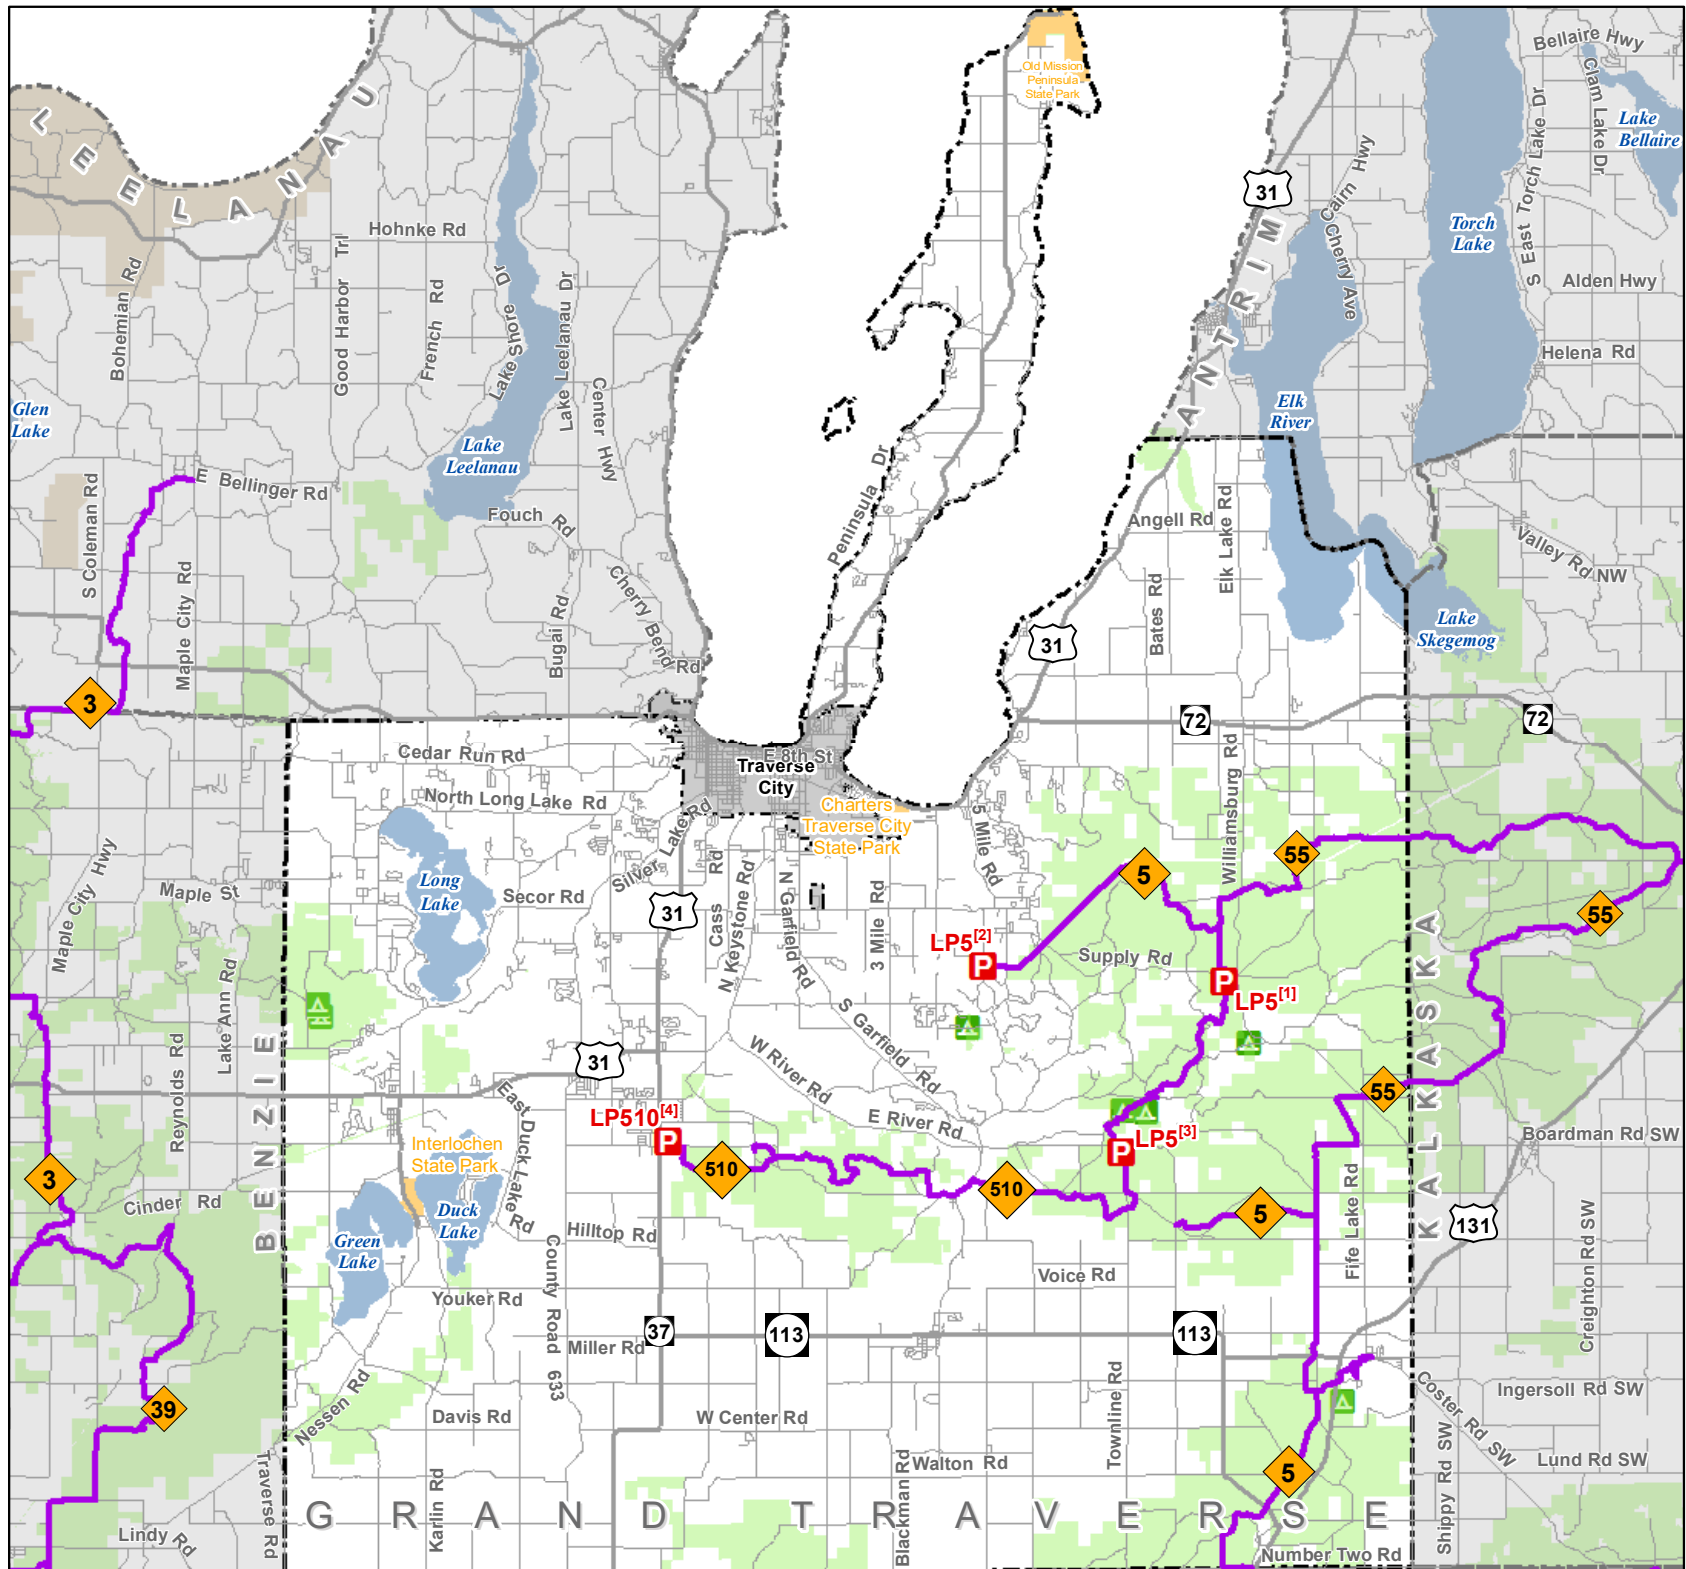 Old Mission
Peninsula
State Park
Bellaire Hwy
Clam Lake Dr
Lake
Bellaire
S East Torch Lake Dr
Torch
Lake
Alden Hwy
Helena Rd
31
Cairn Hwy
Cherry Ave
ANTRIM
Elk
River
LEELANAU
Hohnke Rd
Bohemian Rd
Good Harbor Trl
French Rd
Lake Shore Dr
Lake Leelanau Dr
Center Hwy
Glen
Lake
Lake
Leelanau
E Bellinger Rd
S Coleman Rd
Maple City Rd
Fouch Rd
Bugai Rd
Cherry Bend Rd
Peninsula Dr
Angell Rd
Elk Lake Rd
Bates Rd
31
Valley Rd NW
Lake
Skegemog
3
72
72
Cedar Run Rd
North Long Lake Rd
E 8th St
Traverse
City
Charters
Traverse City
State Park
Silver Lake Rd
5 Mile Rd
Williamsburg Rd
55
5
55
Maple City Hwy
Maple St
Long
Lake
Secor Rd
31
Cass Rd
N Keystone Rd
N Garfield Rd
3 Mile Rd
LP5[2]
P
Supply Rd
P
LP5[1]
KALKASKA
Lake Ann Rd
Reynolds Rd
BENZIE
S Garfield Rd
W River Rd
E River Rd
31
East Duck Lake Rd
LP510[4]
P
510
510
LP5[3]
P
55
Boardman Rd SW
3
Cinder Rd
Interlochen
State Park
Duck
Lake
Green
Lake
Hilltop Rd
County Road 633
5
Fife Lake Rd
131
Creighton Rd SW
Voice Rd
Youker Rd
37
113
113
Miller Rd
Townline Rd
39
Nessen Rd
Davis Rd
W Center Rd
Coster Rd SW
Ingersoll Rd SW
Walton Rd
Lund Rd SW
Shippy Rd SW
5
Traverse Rd
Karlin Rd
Blackman Rd
GRAND TRAVERSE
Lindy Rd
Number Two Rd